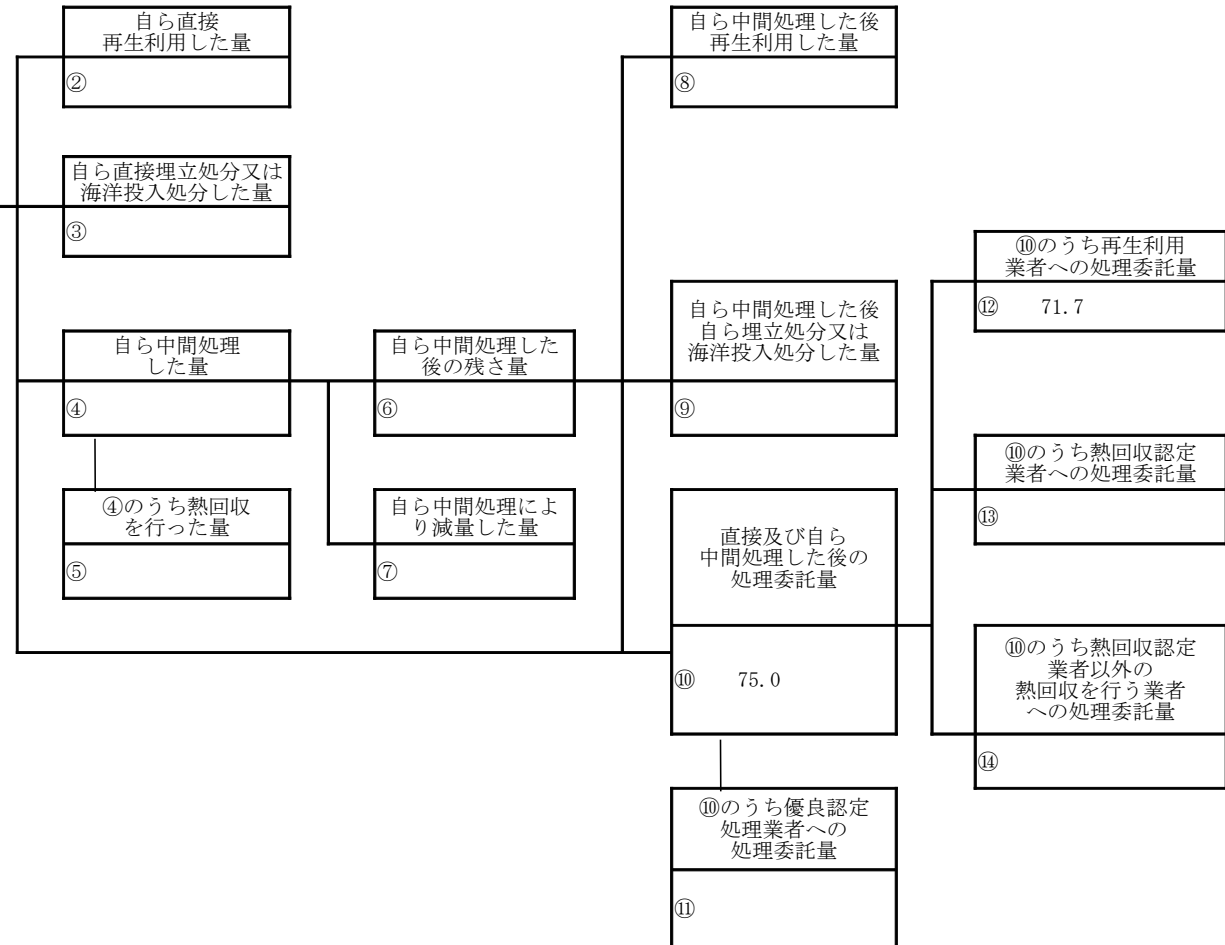 自ら直接
再生利用した量
②
自ら中間処理した後
再生利用した量
⑧
自ら直接埋立処分又は
海洋投入処分した量
③
⑩のうち再生利用
業者への処理委託量
⑫ 71.7
自ら中間処理
した量
④
自ら中間処理した
後の残さ量
⑥
自ら中間処理した後
自ら埋立処分又は
海洋投入処分した量
⑨
⑩のうち熱回収認定
業者への処理委託量
⑬
④のうち熱回収
を行った量
⑤
自ら中間処理によ
り減量した量
⑦
直接及び自ら
中間処理した後の
処理委託量
⑩ 75.0
⑩のうち熱回収認定
業者以外の
熱回収を行う業者
への処理委託量
⑭
⑩のうち優良認定
処理業者への
処理委託量
⑪